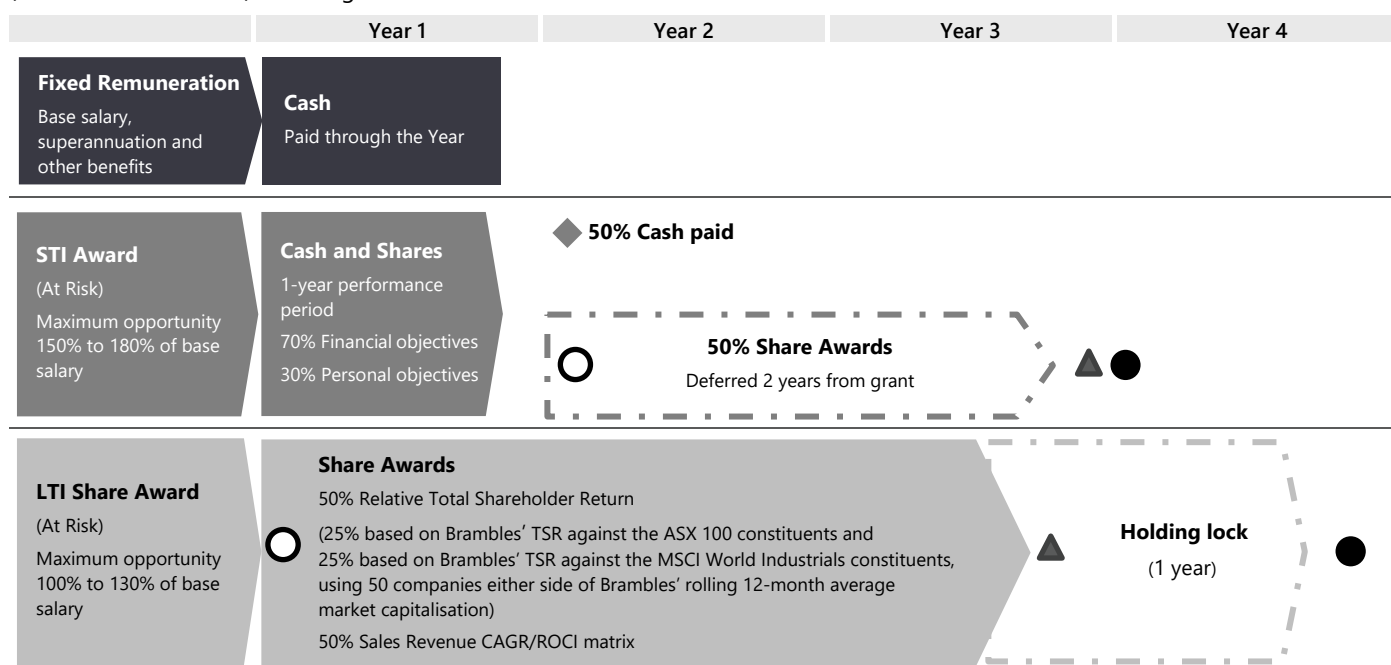 Year 1
Year 2
Year 3
Year 4
Fixed Remuneration
Base salary,
superannuation and
other benefits
Cash
Paid through the Year
STI Award
(At Risk)
Maximum opportunity
150% to 180% of base
salary
Cash and Shares
1-year performance
period
70% Financial objectives
30% Personal objectives
50% Cash paid
50% Share Awards
Deferred 2 years from grant
LTI Share Award
(At Risk)
Maximum opportunity
100% to 130% of base
salary
Share Awards
50% Relative Total Shareholder Return
(25% based on Brambles’ TSR against the ASX 100 constituents and
25% based on Brambles’ TSR against the MSCI World Industrials constituents,
using 50 companies either side of Brambles’ rolling 12-month average
market capitalisation)
50% Sales Revenue CAGR/ROCI matrix
Holding lock
(1 year)